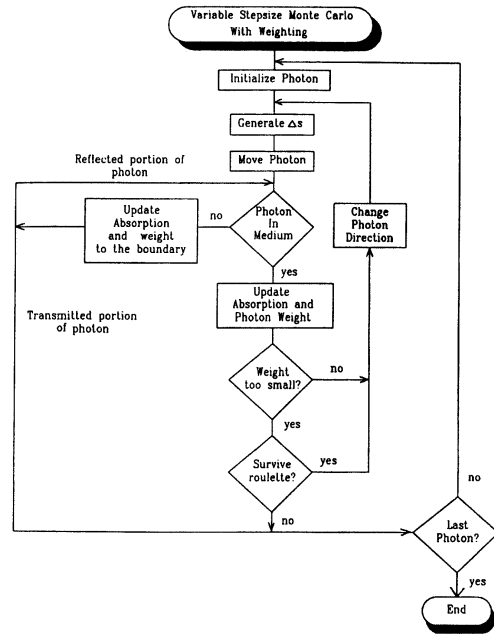 Variable Stepsize Monte Carlo
With Weighting
Initialize Photon
Generate Δs
Move Photon
Reflected portion of
photon
Photon
In
Medium
no
Update
Absorption
and weight
to the boundary
Change
Photon
Direction
yes
Update
Absorption and
Photon Weight
Transmitted portion
of photon
Weight
too small?
no
yes
Survive
roulette?
yes
no
no
Last
Photon?
yes
End